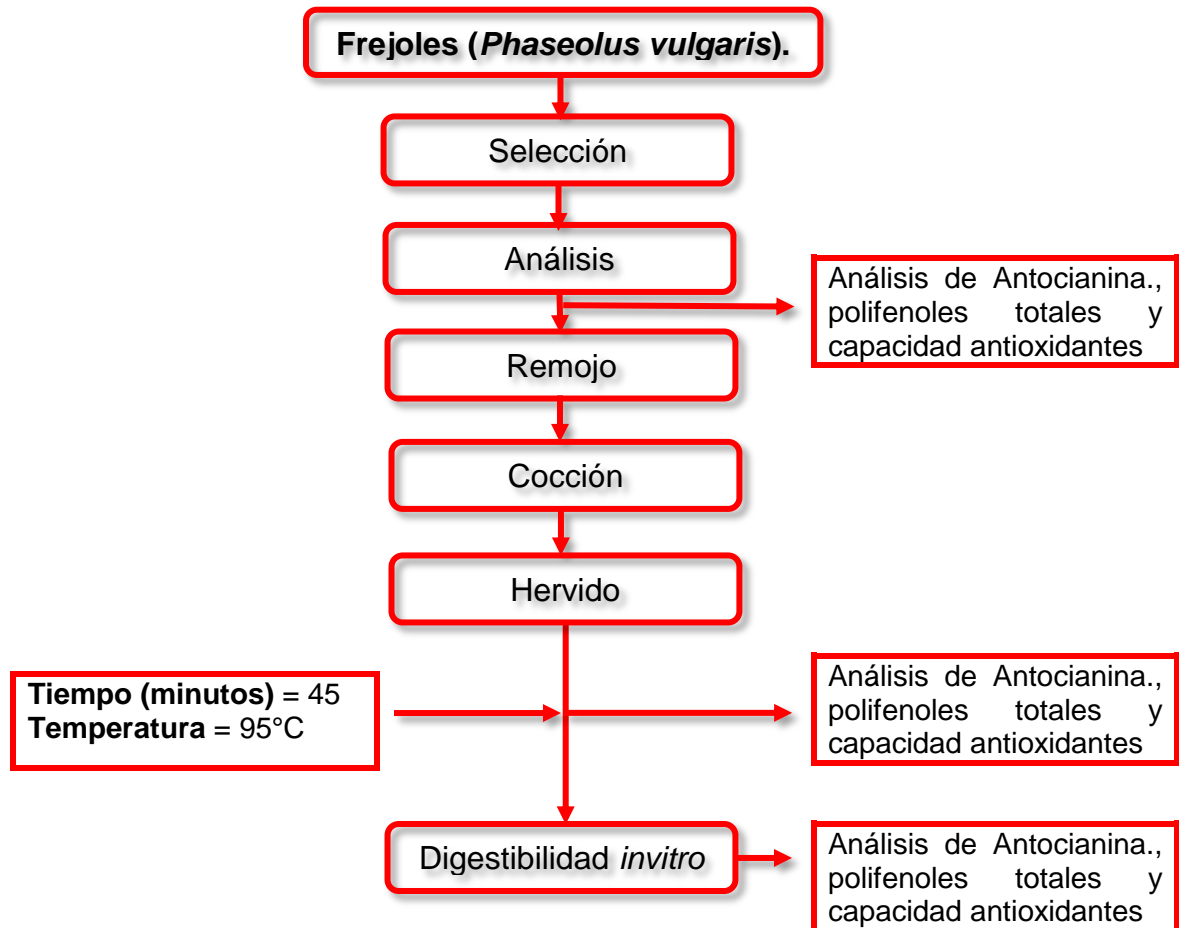 Frejoles (Phaseolus vulgaris).
Selección
Análisis
Análisis de Antocianina.,
polifenoles totales y
capacidad antioxidantes
Remojo
Cocción
Hervido
Tiempo (minutos) = 45
Temperatura = 95°C
Análisis de Antocianina.,
polifenoles totales y
capacidad antioxidantes
Digestibilidad invitro
Análisis de Antocianina.,
polifenoles totales y
capacidad antioxidantes